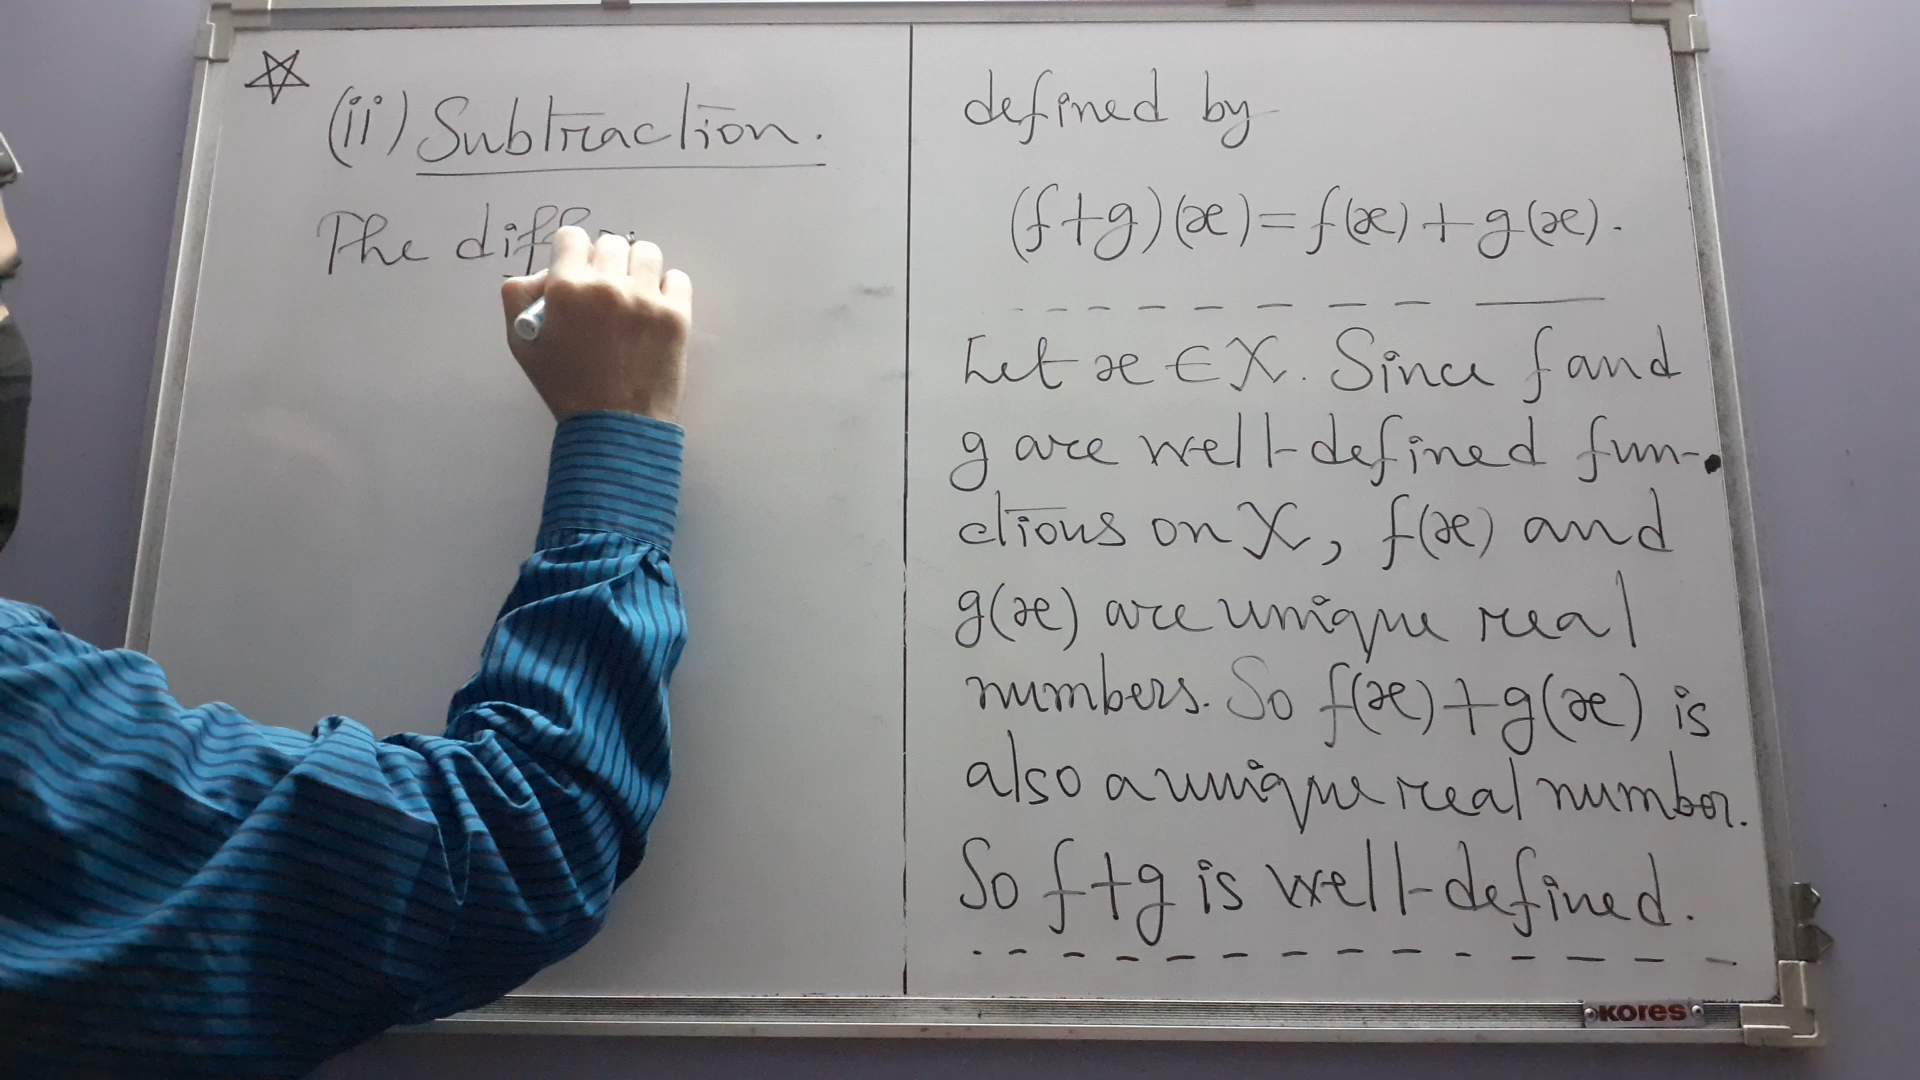 (ii) Subtraction.
The
defined by
(f+g)(x)=f(x)+g(x).
Let x ∈ X. Since f and
g are well-defined fun-
ctions on X, f(x) and
g(x) are unique real
numbers. So f(x)+g(x) is
also a unique real number.
So f+g is well-defined.
KORES